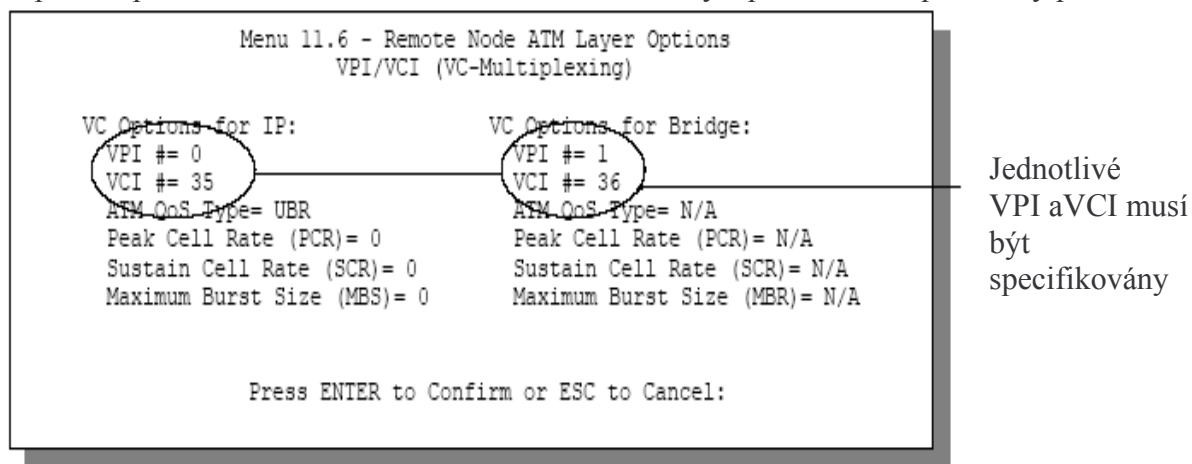 Menu 11.6 - Remote Node ATM Layer Options
VPI/VCI (VC-Multiplexing)
VC Options for IP: VC Options for Bridge:
VPI #= 0 VPI #= 1
VCI #= 35 VCI #= 36
ATM QoS Type= UBR ATM QoS Type= N/A
Peak Cell Rate (PCR)= 0 Peak Cell Rate (PCR)= N/A
Sustain Cell Rate (SCR)= 0 Sustain Cell Rate (SCR)= N/A
Maximum Burst Size (MBS)= 0 Maximum Burst Size (MBR)= N/A
Press ENTER to Confirm or ESC to Cancel:
Jednotlivé
VPI aVCI musí
být
specifikovány